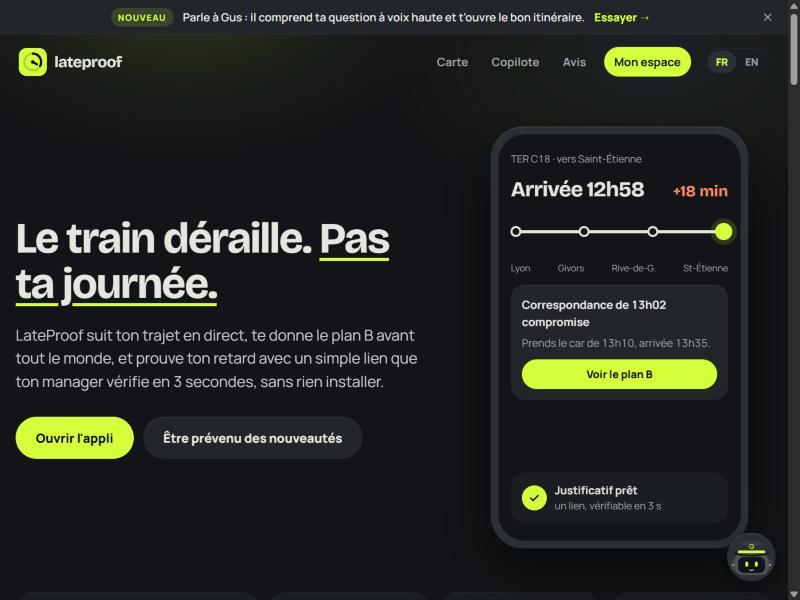 NOUVEAU Parle à Gus : il comprend ta question à voix haute et t'ouvre le bon itinéraire. Essayer →
lateproof
Carte Copilote Avis Mon espace FR EN
TER C18 · vers Saint-Étienne
Arrivée 12h58 +18 min
Lyon Givors Rive-de-G. St-Étienne
Correspondance de 13h02
compromise
Prends le car de 13h10, arrivée 13h35.
Voir le plan B
Justificatif prêt
un lien, vérifiable en 3 s
Le train déraille. Pas
ta journée.
LateProof suit ton trajet en direct, te donne le plan B avant
tout le monde, et prouve ton retard avec un simple lien que
ton manager vérifie en 3 secondes, sans rien installer.
Ouvrir l'appli Être prévenu des nouveautés